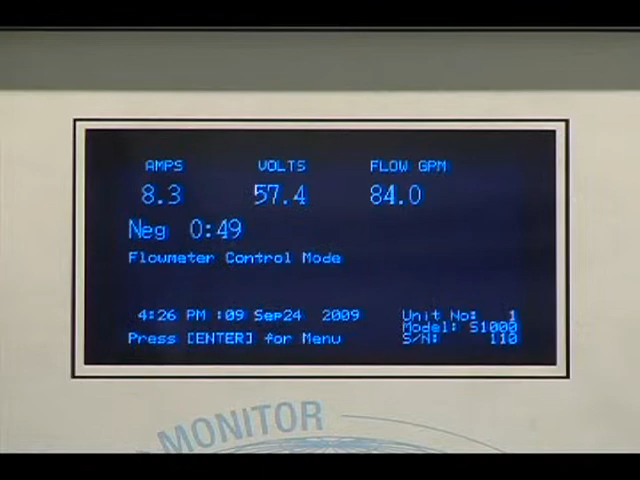 AMPS VOLTS FLOW GPM
8.3 57.4 84.0
Neg 0:49
Flowmeter Control Mode
4:26 PM :09 Sep24 2009 Unit No: 1
Model: S1000
Press [ENTER] for Menu S/N: 110
MONITOR